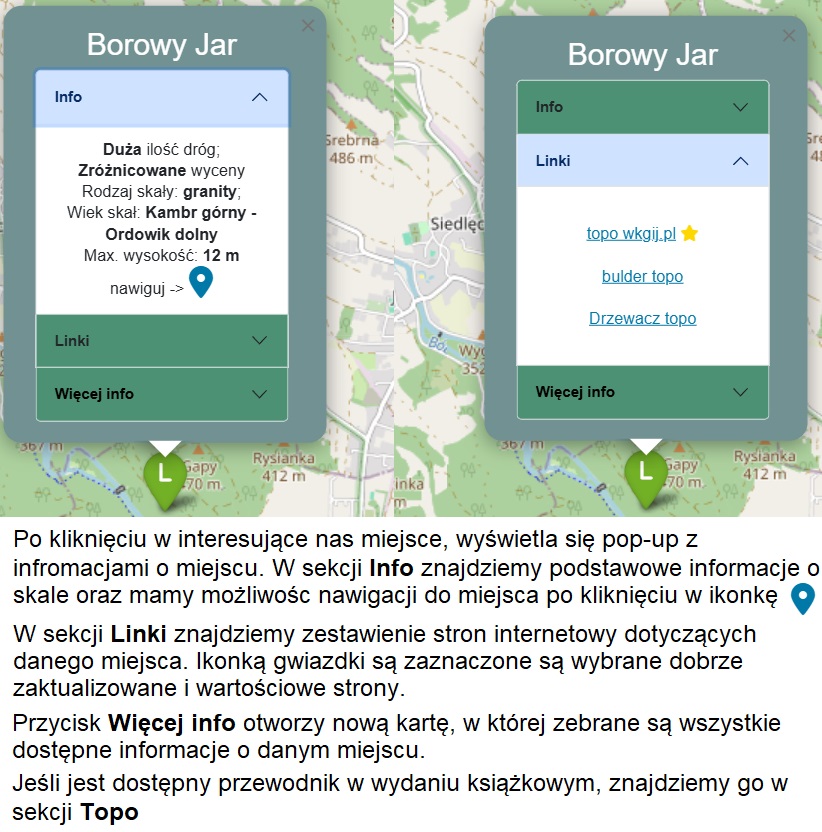 Borowy Jar
Info
Duża ilość dróg;
Zróżnicowane wyceny
Rodzaj skały: granity;
Wiek skał: Kambr górny -
Ordowik dolny
Max. wysokość: 12 m
nawiguj ->
Linki
Więcej info
Srebrna
486 m
367 m
L
Gapy
70 m
Rysianka
412 m
Borowy Jar
Info
Linki
topo wkgij.pl
bulder topo
Drzewacz topo
Więcej info
Siedlęc
Bób
Wyg
352
inka
m
L
Gapy
70 m
Rysianka
412 m
Po kliknięciu w interesujące nas miejsce, wyświetla się pop-up z
infromacjami o miejscu. W sekcji Info znajdziemy podstawowe informacje o
skale oraz mamy możliwośc nawigacji do miejsca po kliknięciu w ikonkę
W sekcji Linki znajdziemy zestawienie stron internetowy dotyczących
danego miejsca. Ikonką gwiazdki są zaznaczone są wybrane dobrze
zaktualizowane i wartościowe strony.
Przycisk Więcej info otworzy nową kartę, w której zebrane są wszystkie
dostępne informacje o danym miejscu.
Jeśli jest dostępny przewodnik w wydaniu książkowym, znajdziemy go w
sekcji Topo